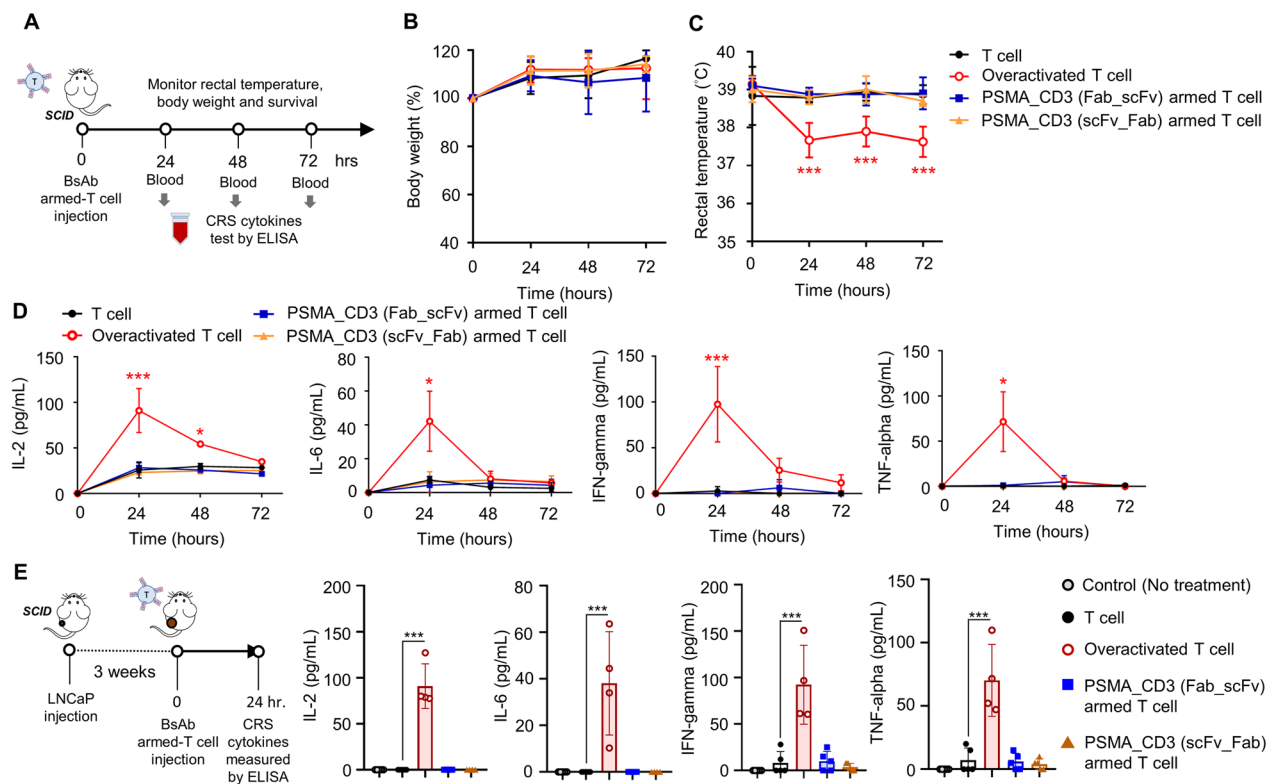 A
T
SCID
Monitor rectal temperature,
body weight and survival
0
24
48
72
hrs
BsAb
armed-T cell
injection
Blood
Blood
Blood
CRS cytokines
test by ELISA
B
Body weight (%)
120
100
80
60
40
0
24
48
72
Time (hours)
C
Rectal temperature (°C)
40
39
38
37
36
35
***
***
***
0
24
48
72
Time (hours)
T cell
Overactivated T cell
PSMA_CD3 (Fab_scFv) armed T cell
PSMA_CD3 (scFv_Fab) armed T cell
D
T cell
Overactivated T cell
PSMA_CD3 (Fab_scFv) armed T cell
PSMA_CD3 (scFv_Fab) armed T cell
IL-2 (pg/mL)
150
100
50
0
***
*
0
24
48
72
Time (hours)
IL-6 (pg/mL)
80
60
40
20
0
*
0
24
48
72
Time (hours)
IFN-gamma (pg/mL)
150
100
50
0
***
0
24
48
72
Time (hours)
TNF-alpha (pg/mL)
150
100
50
0
*
0
24
48
72
Time (hours)
E
SCID
T
3 weeks
LNCaP
injection
0
BsAb
armed-T cell
injection
24 hr.
CRS
cytokines
measured
by ELISA
IL-2 (pg/mL)
200
150
100
50
0
***
IL-6 (pg/mL)
80
60
40
20
0
***
IFN-gamma (pg/mL)
200
150
100
50
0
***
TNF-alpha (pg/mL)
150
100
50
0
***
Control (No treatment)
T cell
Overactivated T cell
PSMA_CD3 (Fab_scFv)
armed T cell
PSMA_CD3 (scFv_Fab)
armed T cell